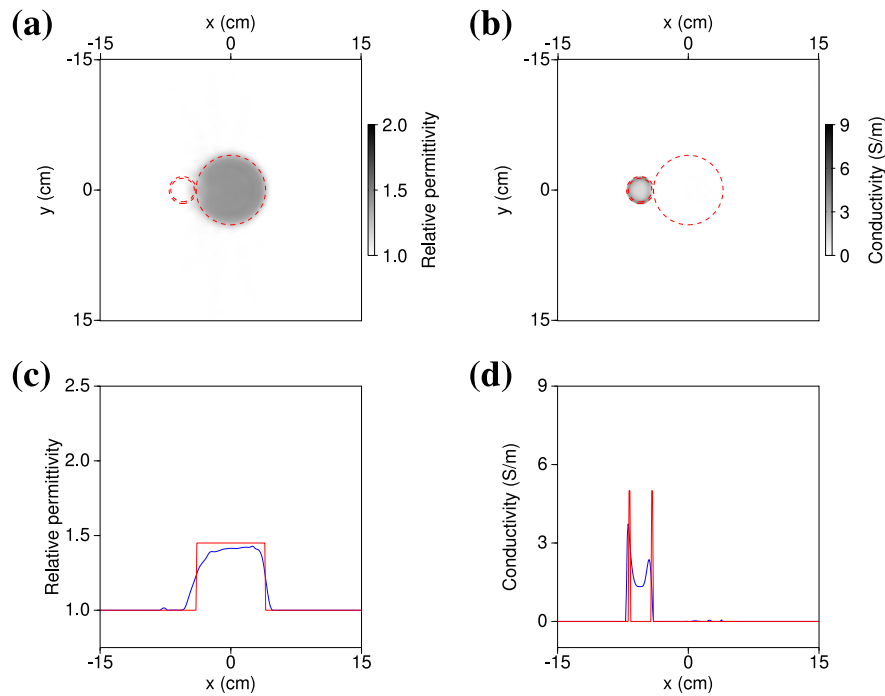 (a)
x (cm)
-15 0 15
-15
0
15
y (cm)
2.0
1.5
1.0
Relative permittivity
(b)
x (cm)
-15 0 15
-15
0
15
y (cm)
9
6
3
0
Conductivity (S/m)
(c)
2.5
2.0
1.5
1.0
Relative permittivity
-15 0 15
x (cm)
(d)
9
6
3
0
Conductivity (S/m)
-15 0 15
x (cm)